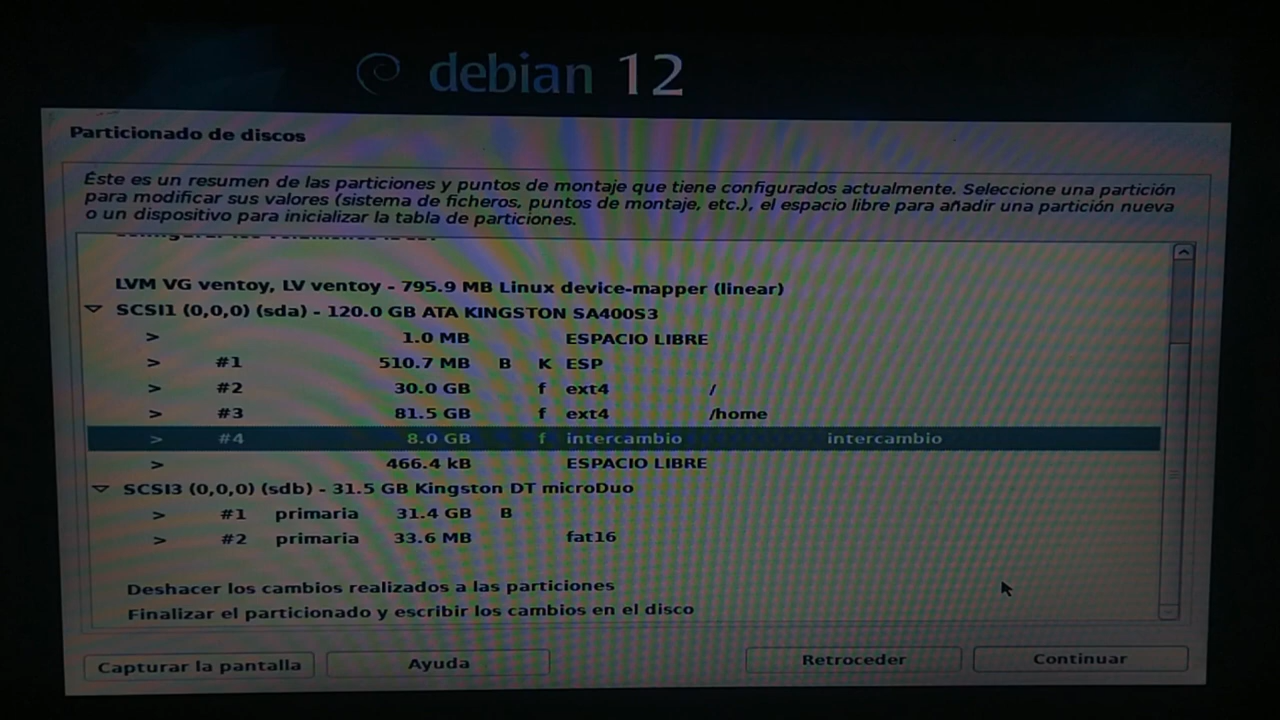 debian 12
Particionado de discos
Éste es un resumen de las particiones y puntos de montaje que tiene configurados actualmente. Seleccione una partición
para modificar sus valores (sistema de ficheros, puntos de montaje, etc.), el espacio libre para añadir una partición nueva
o un dispositivo para inicializar la tabla de particiones.
LVM VG ventoy, LV ventoy - 795.9 MB Linux device-mapper (linear)
SCSI1 (0,0,0) (sda) - 120.0 GB ATA KINGSTON SA400S3
> 1.0 MB ESPACIO LIBRE
> #1 510.7 MB B K ESP
> #2 30.0 GB f ext4 /
> #3 81.5 GB f ext4 /home
> #4 8.0 GB f intercambio intercambio
> 466.4 kB ESPACIO LIBRE
SCSI3 (0,0,0) (sdb) - 31.5 GB Kingston DT microDuo
> #1 primaria 31.4 GB B
> #2 primaria 33.6 MB fat16
Deshacer los cambios realizados a las particiones
Finalizar el particionado y escribir los cambios en el disco
Capturar la pantalla Ayuda Retroceder Continuar